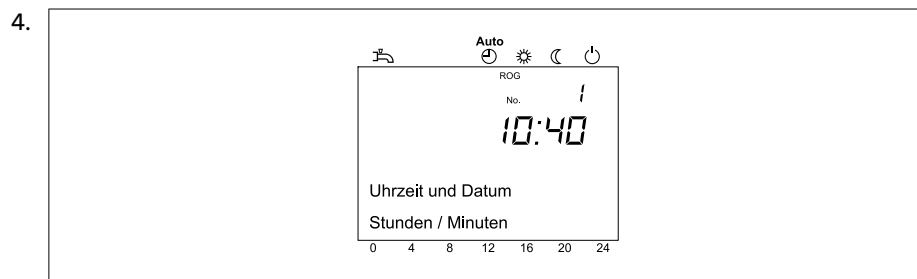 4.
Auto
ROG
No. 1
10:40
Uhrzeit und Datum
Stunden / Minuten
0 4 8 12 16 20 24